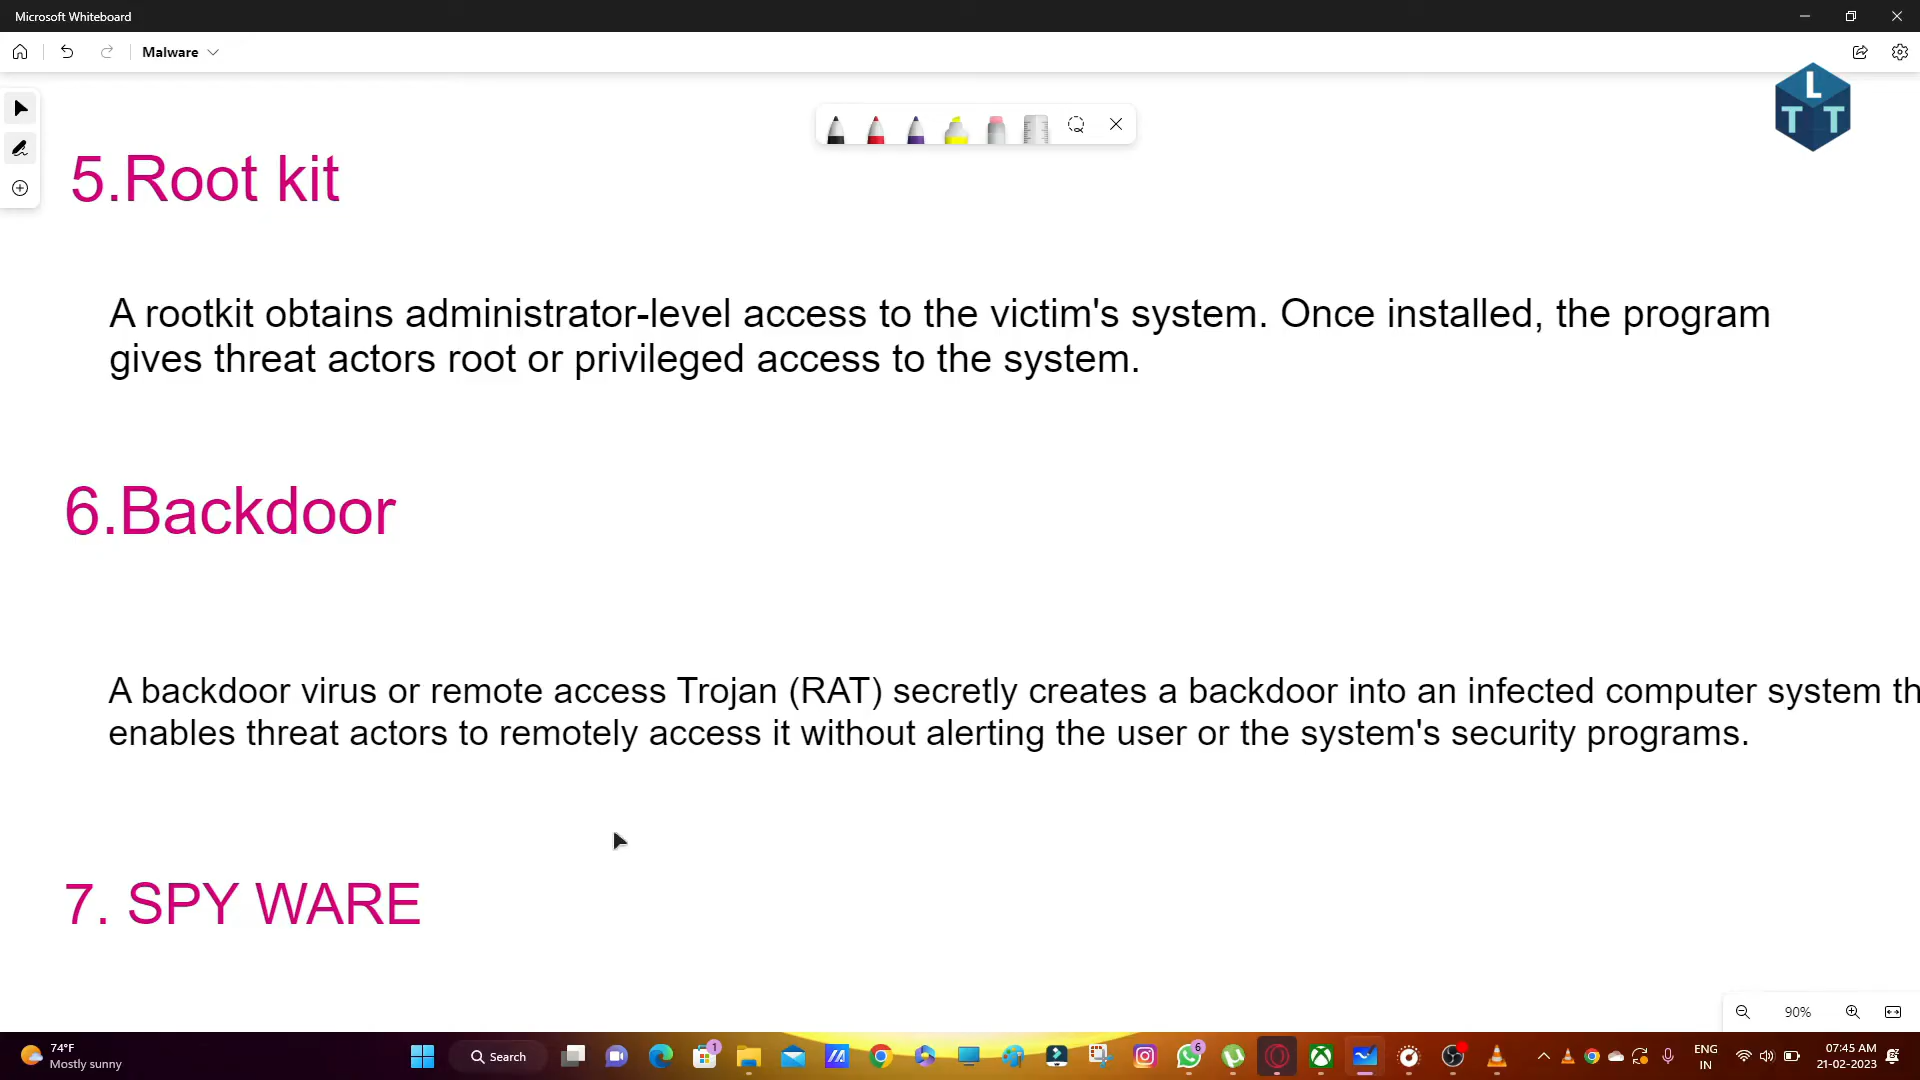 Microsoft Whiteboard
Malware
L
T T
5.Root kit
A rootkit obtains administrator-level access to the victim's system. Once installed, the program
gives threat actors root or privileged access to the system.
6.Backdoor
A backdoor virus or remote access Trojan (RAT) secretly creates a backdoor into an infected computer system th
enables threat actors to remotely access it without alerting the user or the system's security programs.
7. SPY WARE
90%
74°F
Mostly sunny
Search
1
6
ENG
IN
07:45 AM
21-02-2023